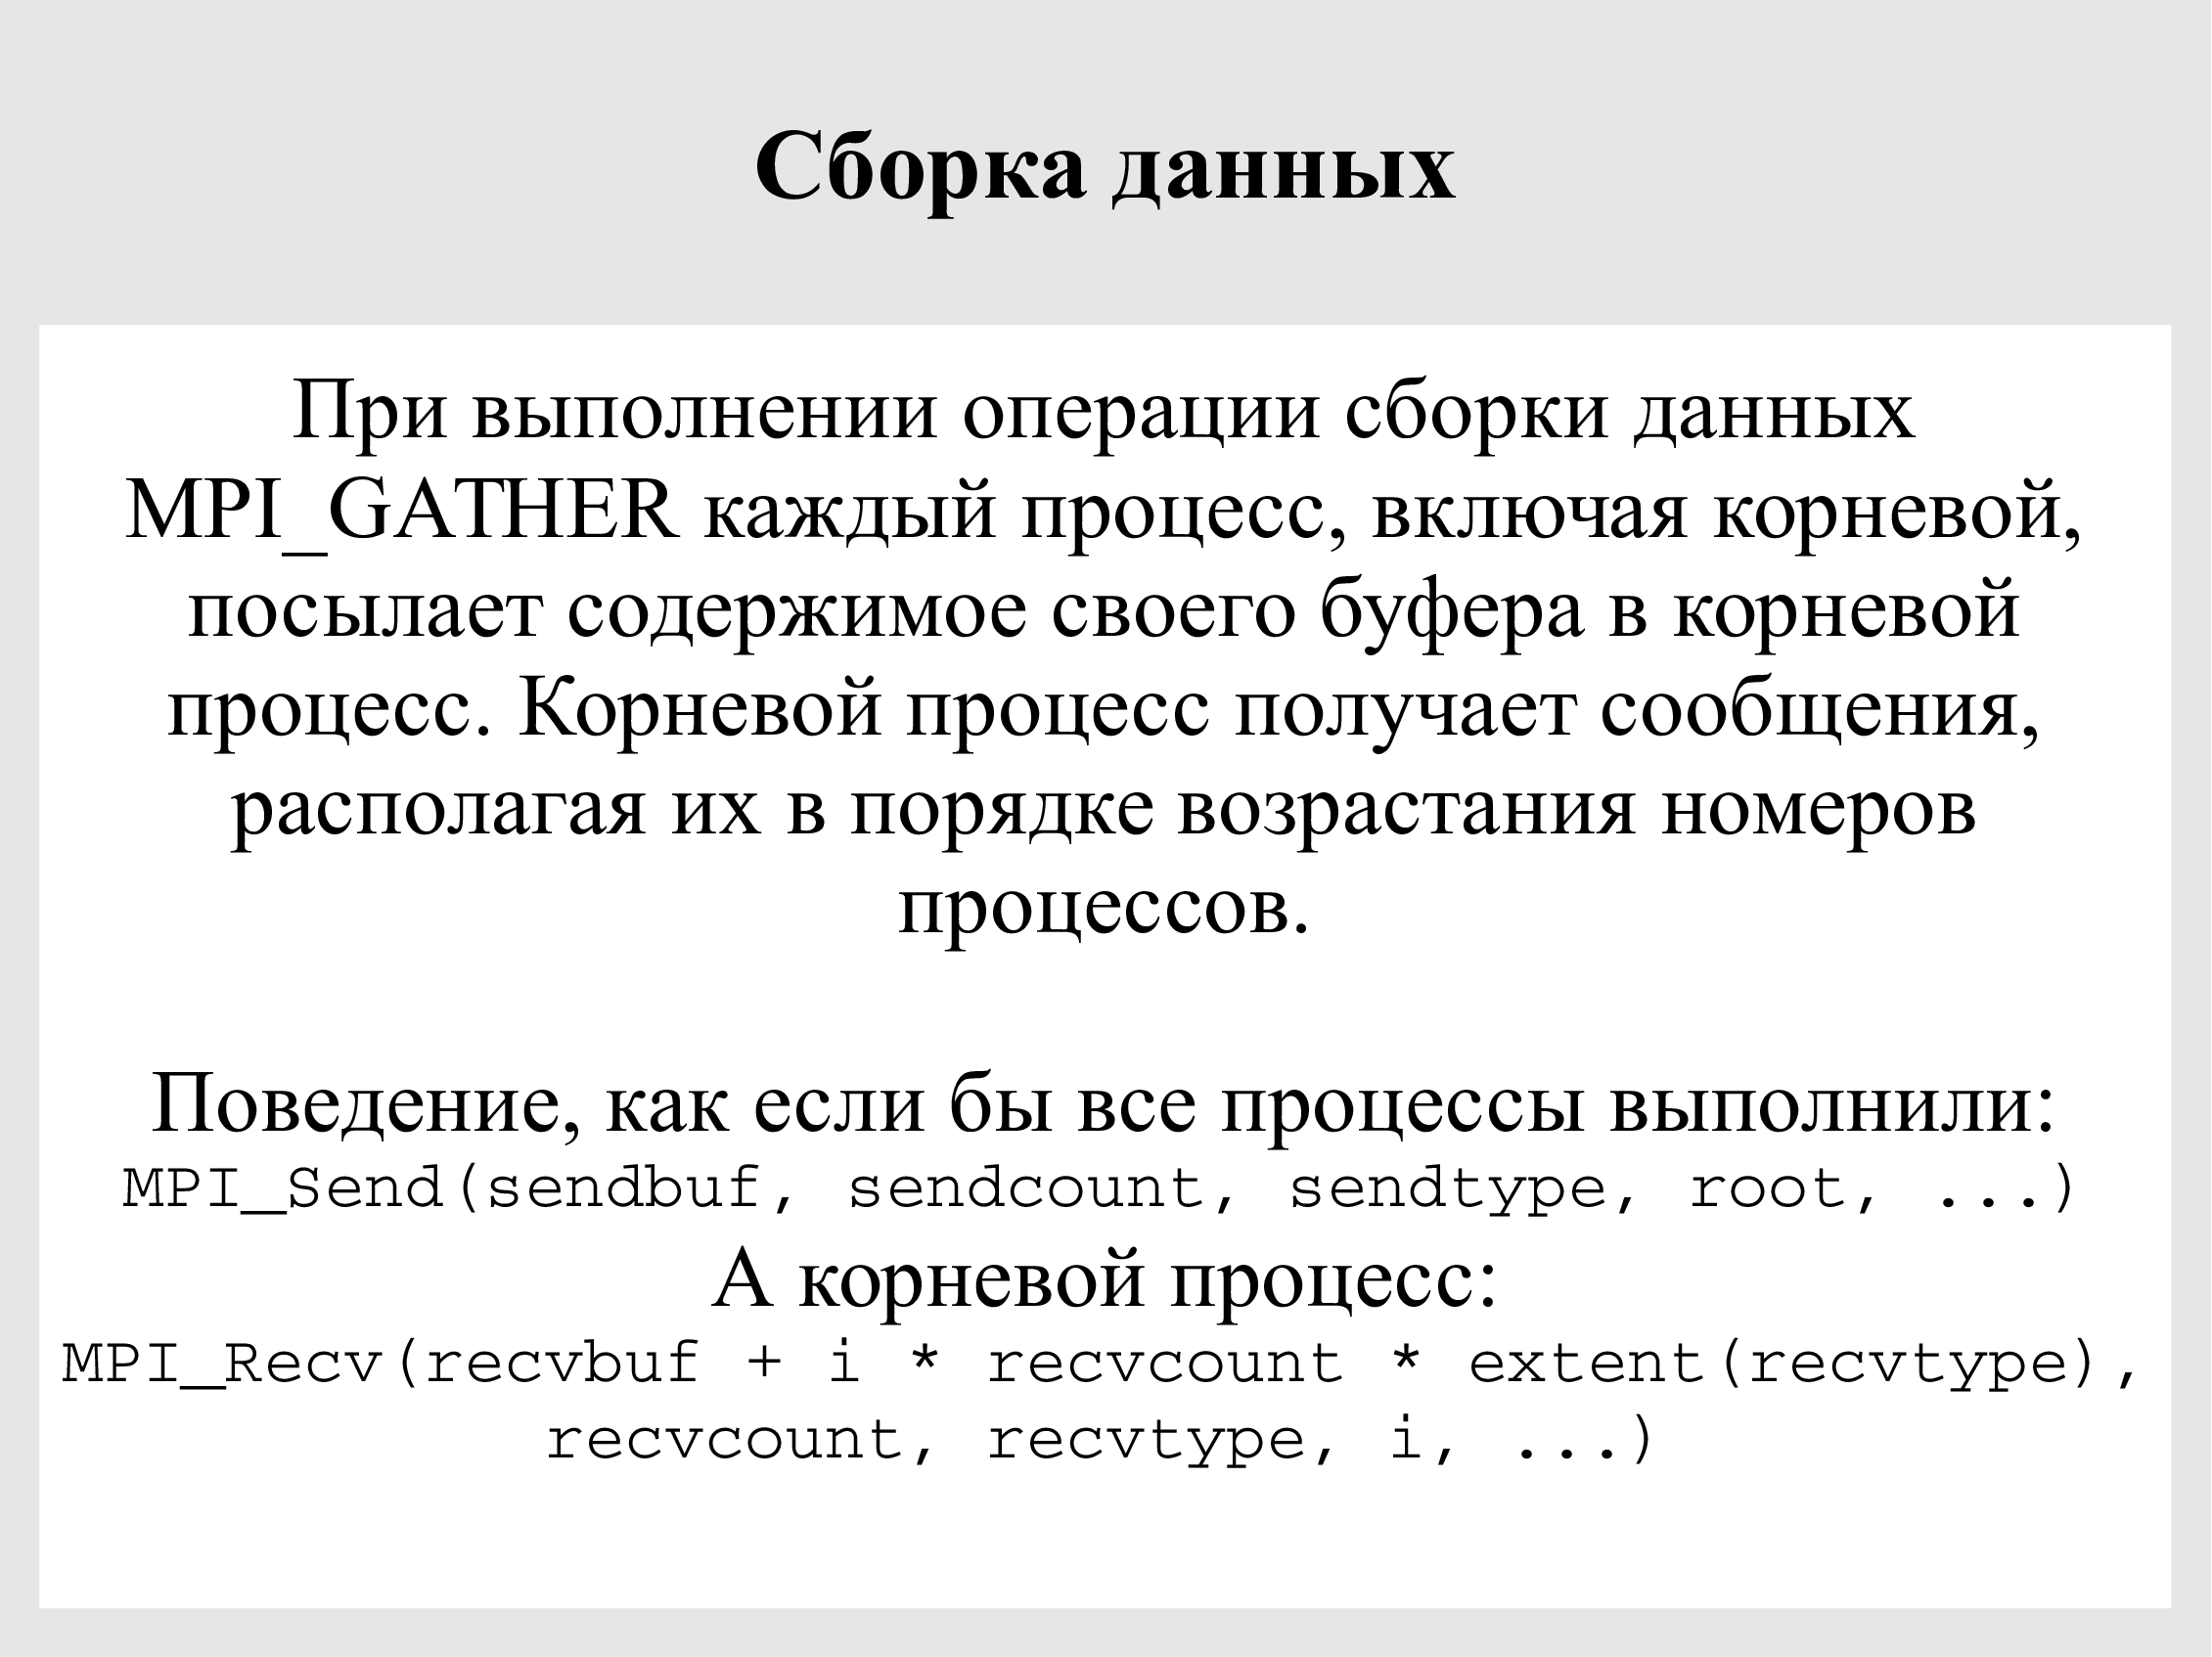 Сборка данных
При выполнении операции сборки данных
MPI_GATHER каждый процесс, включая корневой,
посылает содержимое своего буфера в корневой
процесс. Корневой процесс получает сообщения,
располагая их в порядке возрастания номеров
процессов.
Поведение, как если бы все процессы выполнили:
MPI_Send(sendbuf, sendcount, sendtype, root, ...)
А корневой процесс:
MPI_Recv(recvbuf + i * recvcount * extent(recvtype),
recvcount, recvtype, i, ...)